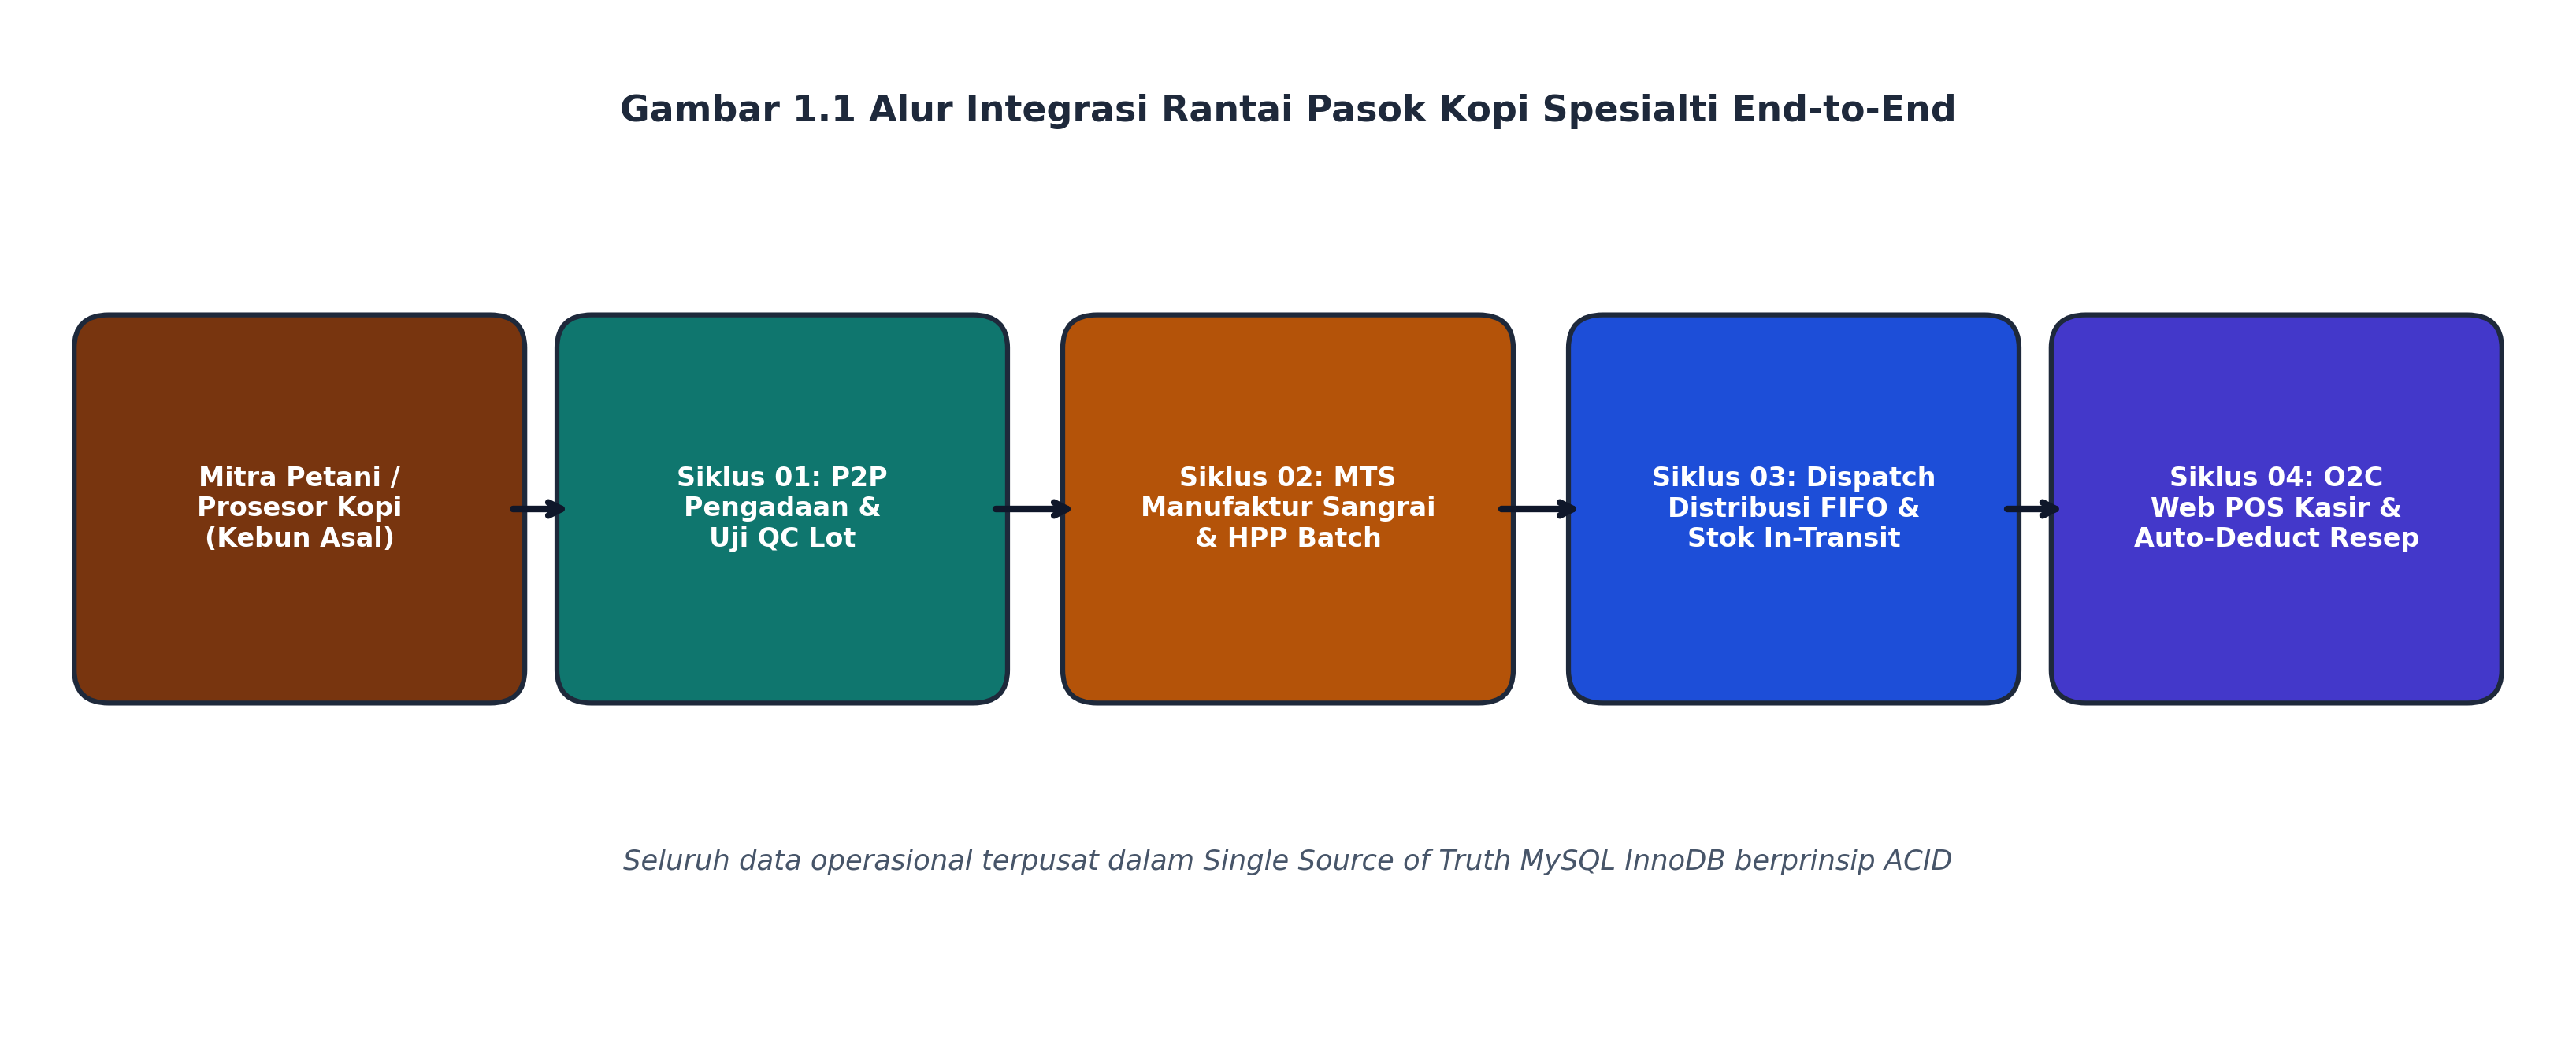 Gambar 1.1 Alur Integrasi Rantai Pasok Kopi Spesialti End-to-End
Mitra Petani /
Prosesor Kopi
(Kebun Asal)
Siklus 01: P2P
Pengadaan &
Uji QC Lot
Siklus 02: MTS
Manufaktur Sangrai
& HPP Batch
Siklus 03: Dispatch
Distribusi FIFO &
Stok In-Transit
Siklus 04: O2C
Web POS Kasir &
Auto-Deduct Resep
Seluruh data operasional terpusat dalam Single Source of Truth MySQL InnoDB berprinsip ACID